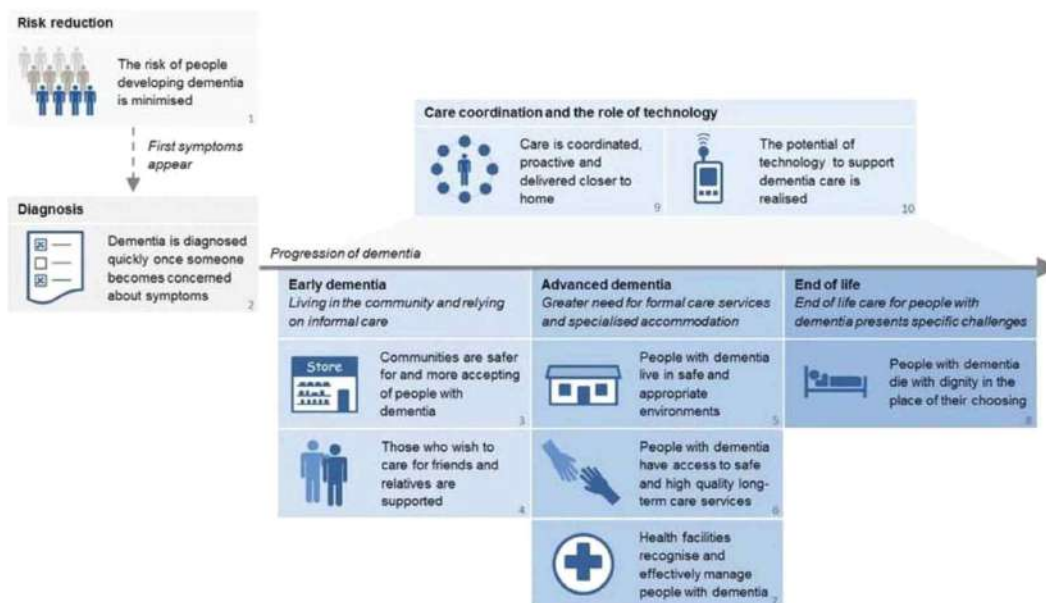 Risk reduction
The risk of people
developing dementia
is minimised
1
First symptoms
appear
Diagnosis
Dementia is diagnosed
quickly once someone
becomes concerned
about symptoms
2
Care coordination and the role of technology
Care is coordinated,
proactive and
delivered closer to
home
9
The potential of
technology to support
dementia care is
realised
10
Progression of dementia
Early dementia
Living in the community and relying
on informal care
Store
Communities are safer
for and more accepting
of people with
dementia
3
Those who wish to
care for friends and
relatives are
supported
4
Advanced dementia
Greater need for formal care services
and specialised accommodation
People with dementia
live in safe and
appropriate
environments
5
People with dementia
have access to safe
and high quality long-
term care services
6
Health facilities
recognise and
effectively manage
people with dementia
7
End of life
End of life care for people with
dementia presents specific challenges
People with dementia
die with dignity in the
place of their choosing
8